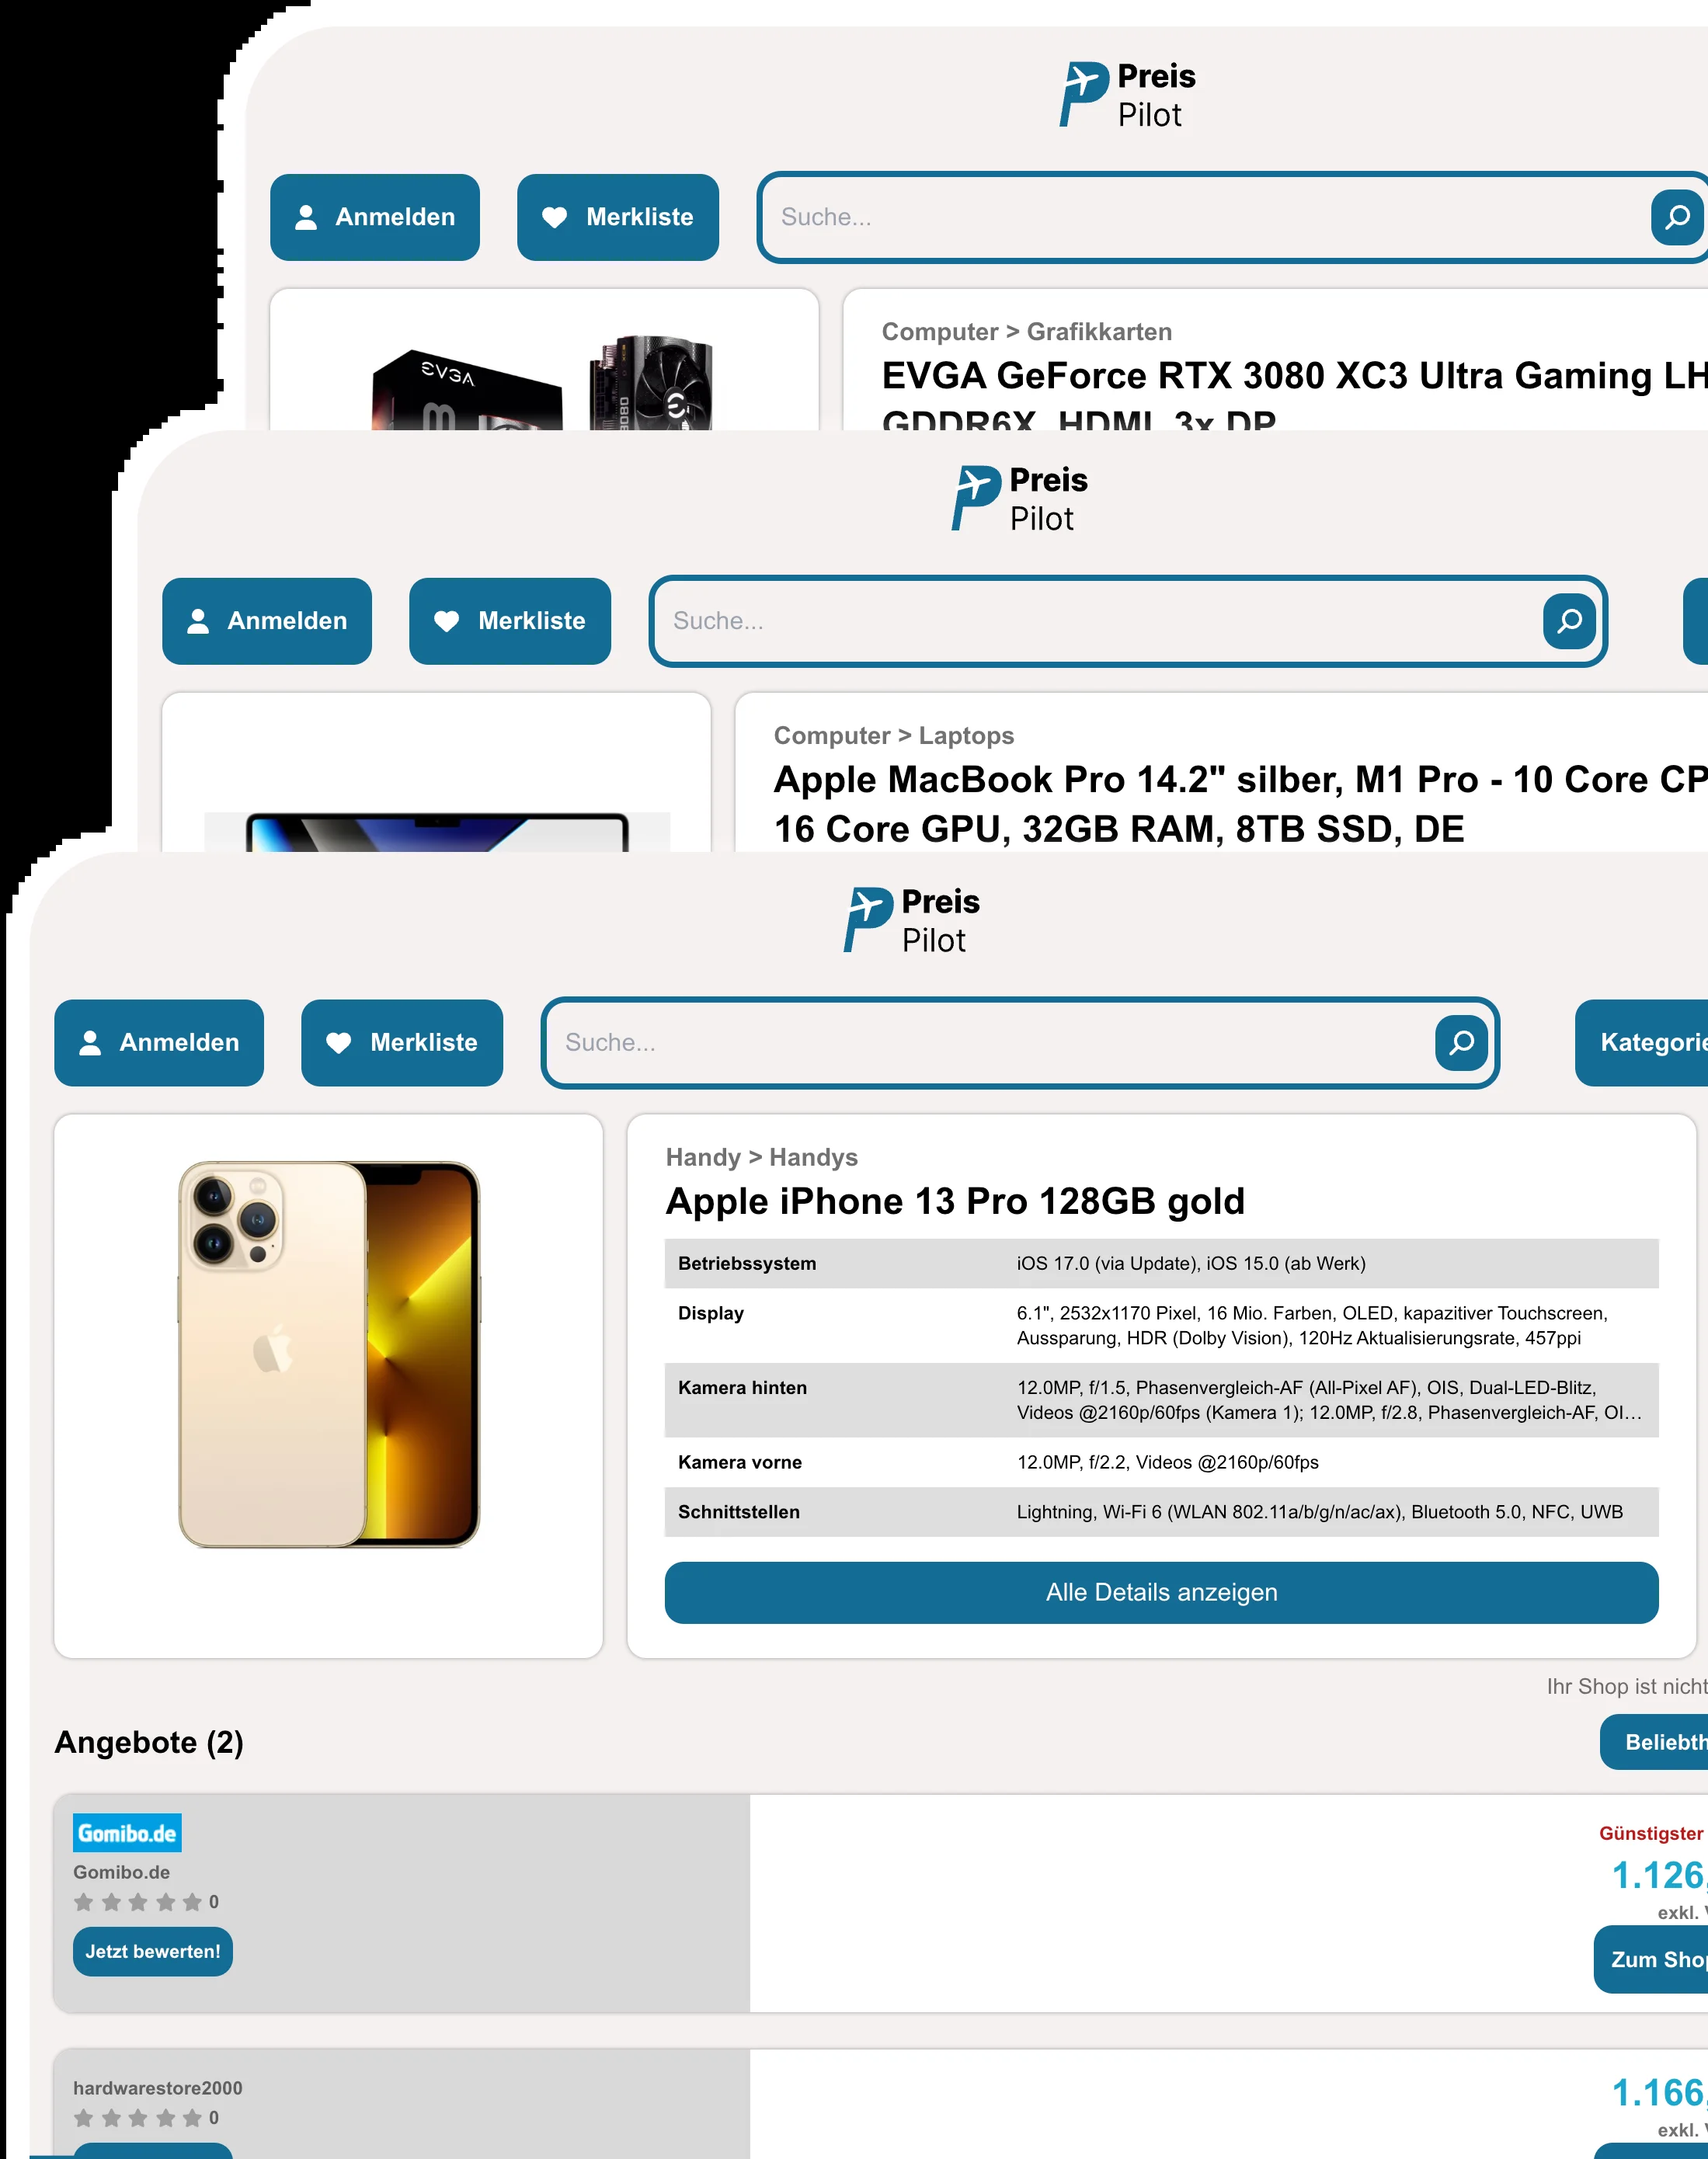 Preis
Pilot
Anmelden
Merkliste
Suche...
Computer > Grafikkarten
EVGA GeForce RTX 3080 XC3 Ultra Gaming LH
GDDR6X, HDMI, 3x DP
EVGA
Preis
Pilot
Anmelden
Merkliste
Suche...
Computer > Laptops
Apple MacBook Pro 14.2" silber, M1 Pro - 10 Core CP
16 Core GPU, 32GB RAM, 8TB SSD, DE
Preis
Pilot
Anmelden
Merkliste
Suche...
Kategorie
Handy > Handys
Apple iPhone 13 Pro 128GB gold
Betriebssystem iOS 17.0 (via Update), iOS 15.0 (ab Werk)
Display 6.1", 2532x1170 Pixel, 16 Mio. Farben, OLED, kapazitiver Touchscreen,
Aussparung, HDR (Dolby Vision), 120Hz Aktualisierungsrate, 457ppi
Kamera hinten 12.0MP, f/1.5, Phasenvergleich-AF (All-Pixel AF), OIS, Dual-LED-Blitz,
Videos @2160p/60fps (Kamera 1); 12.0MP, f/2.8, Phasenvergleich-AF, OI…
Kamera vorne 12.0MP, f/2.2, Videos @2160p/60fps
Schnittstellen Lightning, Wi-Fi 6 (WLAN 802.11a/b/g/n/ac/ax), Bluetooth 5.0, NFC, UWB
Alle Details anzeigen
Ihr Shop ist nicht
Angebote (2)
Beliebth
Gomibo.de
Gomibo.de
0
Jetzt bewerten!
Günstigster
1.126,
exkl. V
Zum Shop
hardwarestore2000
0
1.166,
exkl. V